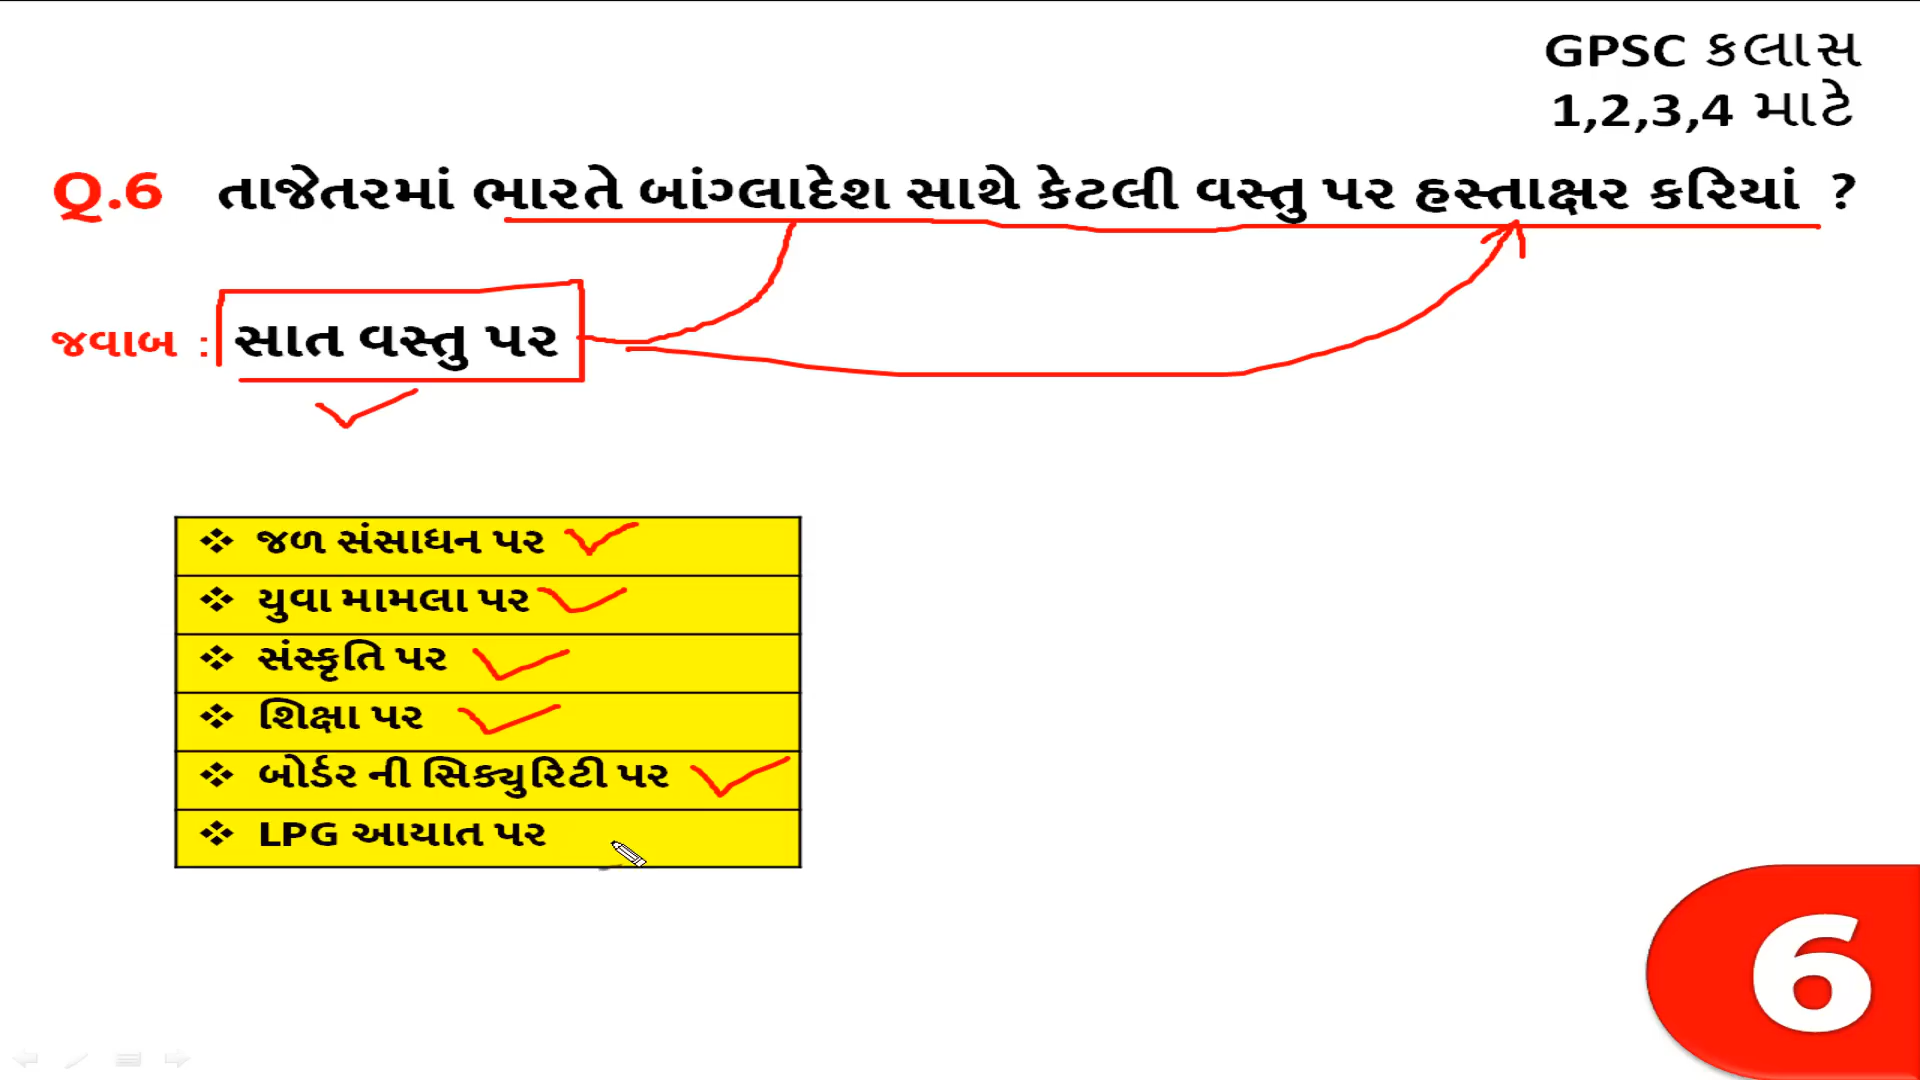 GPSC કલાસ
1,2,3,4 માટે
Q.6 તાજેતરમાં ભારતે બાંગ્લાદેશ સાથે કેટલી વસ્તુ પર હસ્તાક્ષર કરિયાં ?
જવાબ : સાત વસ્તુ પર
❖ જળ સંસાધન પર
❖ યુવા મામલા પર
❖ સંસ્કૃતિ પર
❖ શિક્ષા પર
❖ બોર્ડર ની સિક્યુરિટી પર
❖ LPG આયાત પર
6